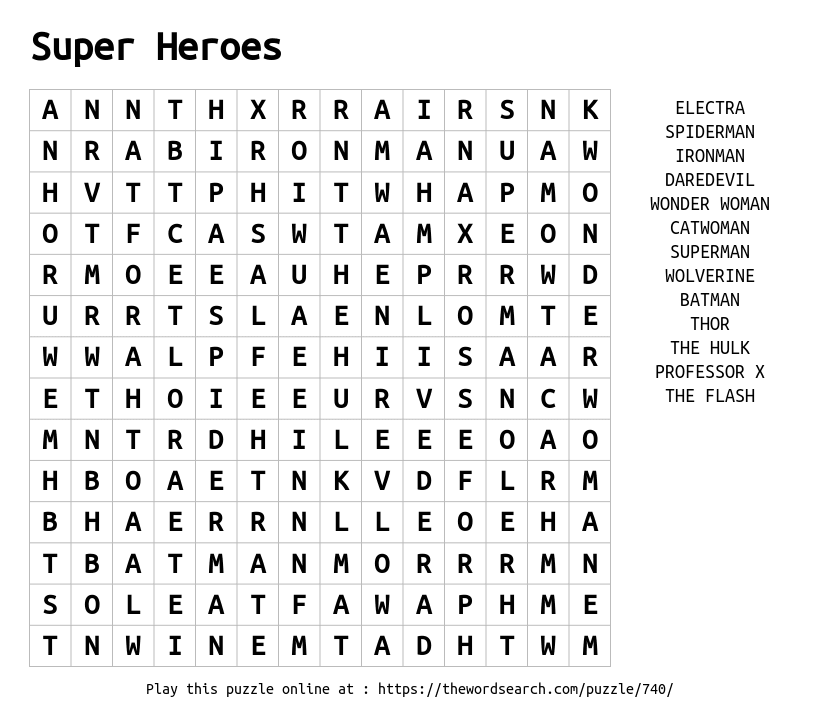 Super Heroes
A N N T H X R R A I R S N K
N R A B I R O N M A N U A W
H V T T P H I T W H A P M O
O T F C A S W T A M X E O N
R M O E E A U H E P R R W D
U R R T S L A E N L O M T E
W W A L P F E H I I S A A R
E T H O I E E U R V S N C W
M N T R D H I L E E E O A O
H B O A E T N K V D F L R M
B H A E R R N L L E O E H A
T B A T M A N M O R R R M N
S O L E A T F A W A P H M E
T N W I N E M T A D H T W M
ELECTRA
SPIDERMAN
IRONMAN
DAREDEVIL
WONDER WOMAN
CATWOMAN
SUPERMAN
WOLVERINE
BATMAN
THOR
THE HULK
PROFESSOR X
THE FLASH
Play this puzzle online at : https://thewordsearch.com/puzzle/740/